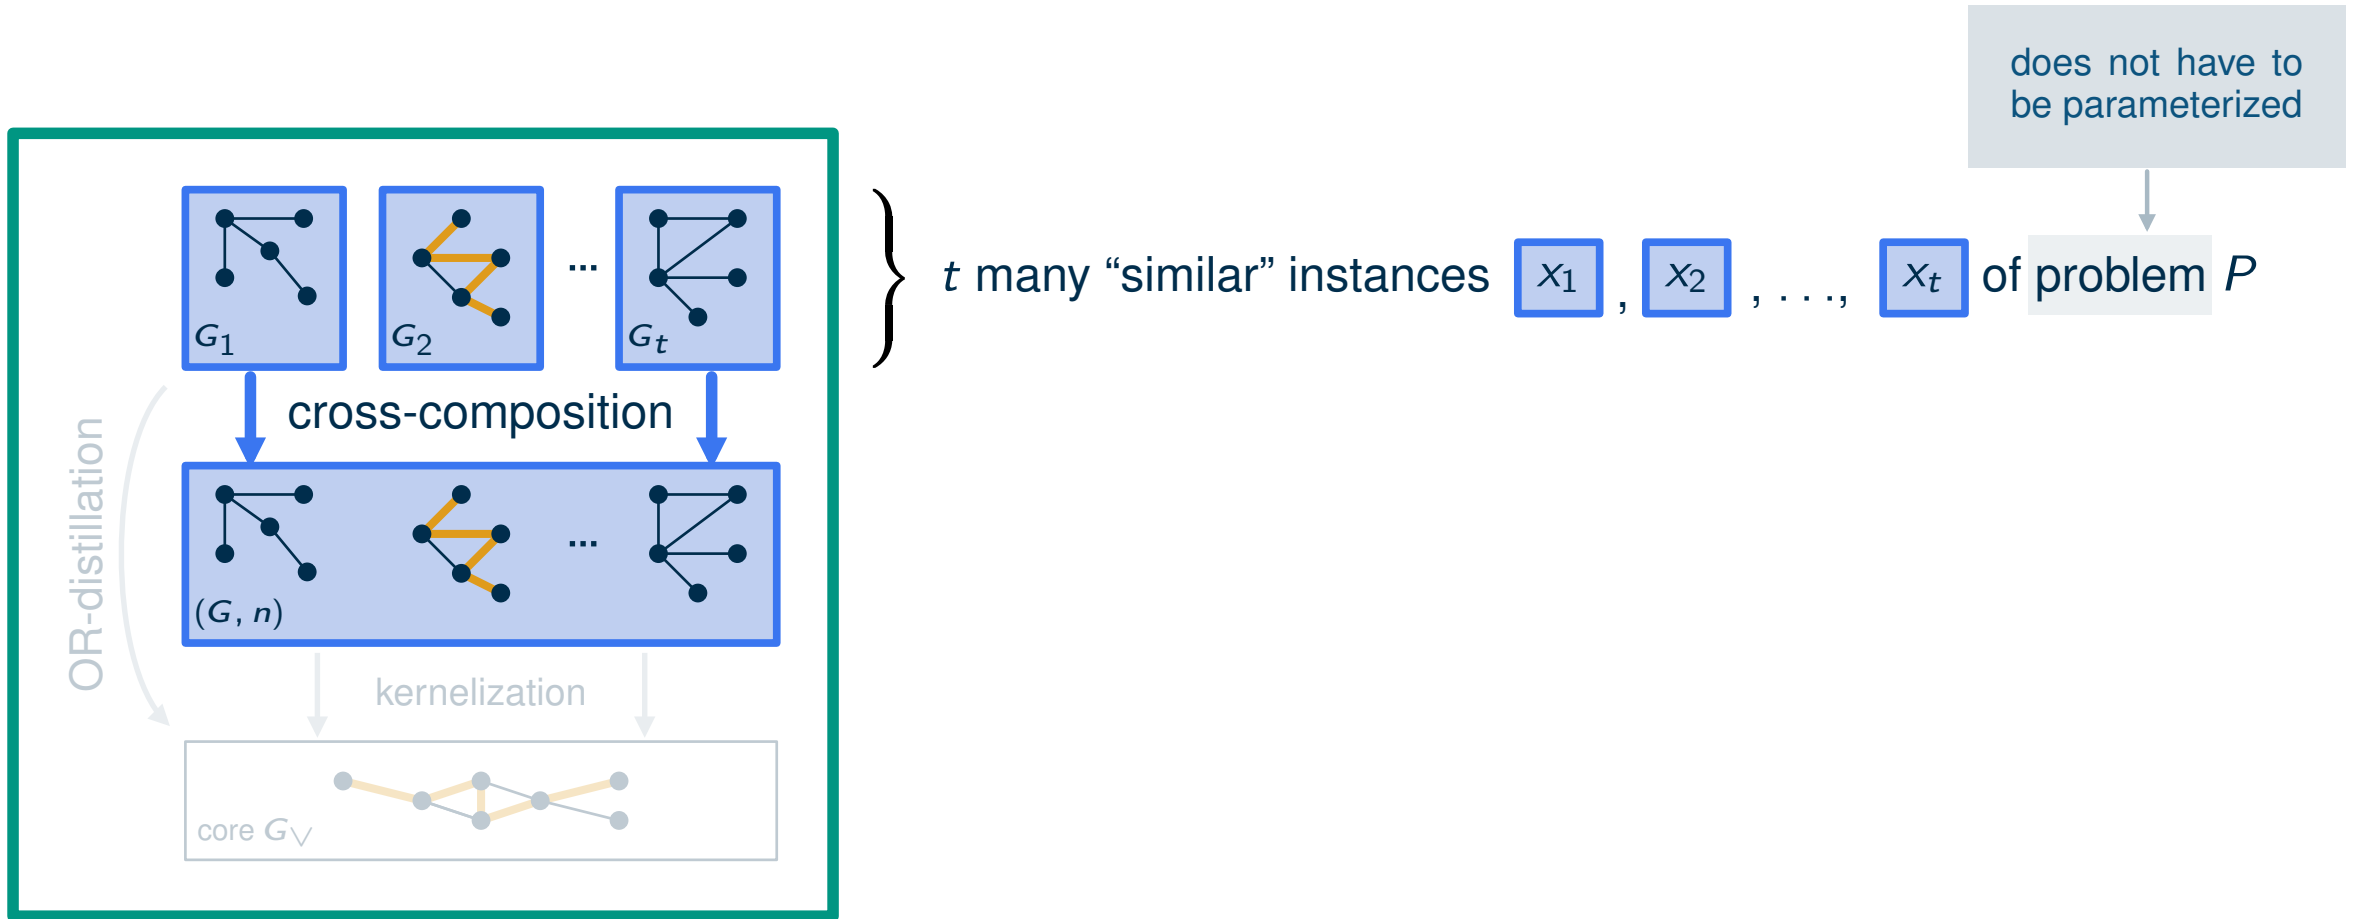 does not have to
be parameterized
t many “similar” instances X₁ , X₂ , . . ., Xₜ of problem P
G₁ G₂ ... Gₜ
cross-composition
OR-distillation
...
(G, n)
kernelization
core G∨